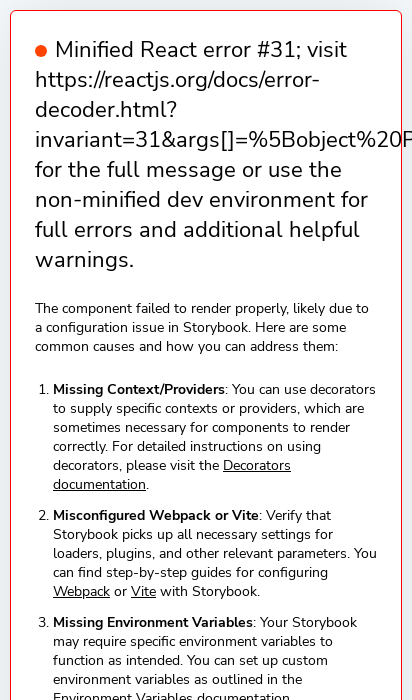 Minified React error #31; visit
https://reactjs.org/docs/error-
decoder.html?
invariant=31&args[]=%5Bobject%20P
for the full message or use the
non-minified dev environment for
full errors and additional helpful
warnings.
The component failed to render properly, likely due to
a configuration issue in Storybook. Here are some
common causes and how you can address them:
1. Missing Context/Providers: You can use decorators
to supply specific contexts or providers, which are
sometimes necessary for components to render
correctly. For detailed instructions on using
decorators, please visit the Decorators
documentation.
2. Misconfigured Webpack or Vite: Verify that
Storybook picks up all necessary settings for
loaders, plugins, and other relevant parameters. You
can find step-by-step guides for configuring
Webpack or Vite with Storybook.
3. Missing Environment Variables: Your Storybook
may require specific environment variables to
function as intended. You can set up custom
environment variables as outlined in the
Environment Variables documentation.